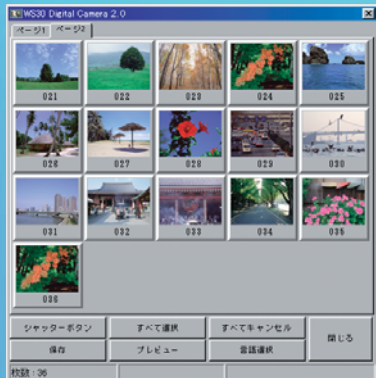 WS30 Digital Camera 2.0
ページ1 ページ2
021 022 023 024 025
026 027 028 029 030
031 032 033 034 035
036
シャッターボタン すべて選択 すべてキャンセル 閉じる
保存 プレビュー 言語選択
枚数 : 36